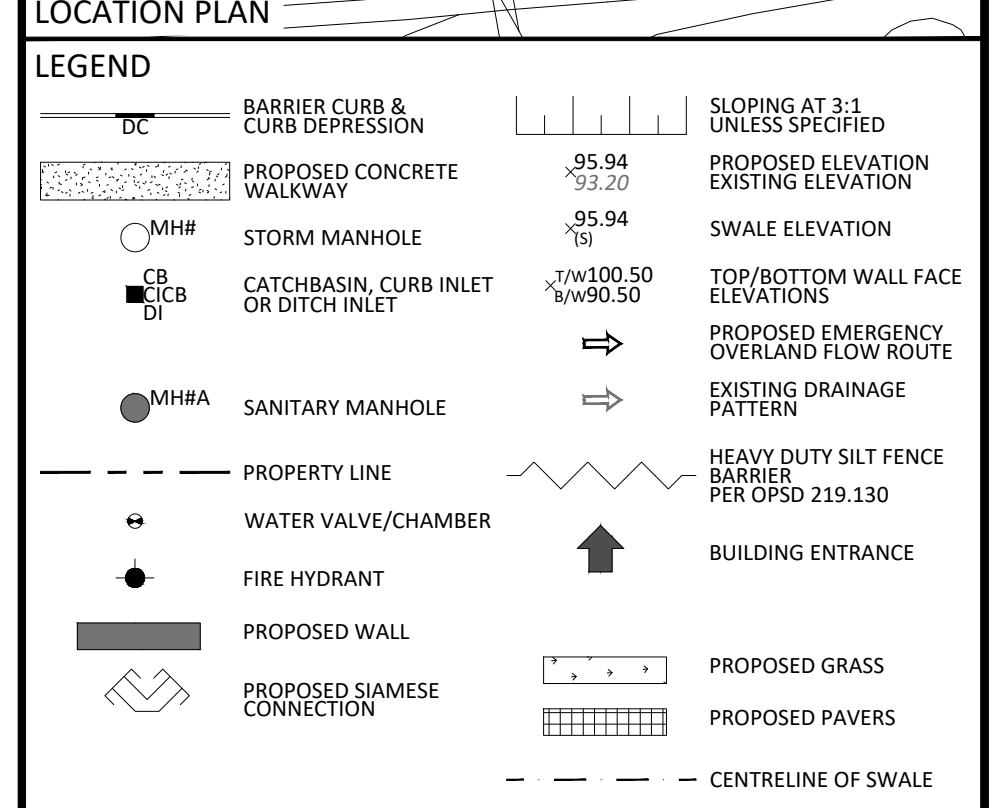 LOCATION PLAN
LEGEND
DC
BARRIER CURB &
CURB DEPRESSION
PROPOSED CONCRETE
WALKWAY
MH#
STORM MANHOLE
CB
CICB
DI
CATCHBASIN, CURB INLET
OR DITCH INLET
MH#A
SANITARY MANHOLE
PROPERTY LINE
WATER VALVE/CHAMBER
FIRE HYDRANT
PROPOSED WALL
PROPOSED SIAMESE
CONNECTION
SLOPING AT 3:1
UNLESS SPECIFIED
95.94
93.20
PROPOSED ELEVATION
EXISTING ELEVATION
95.94
(S)
SWALE ELEVATION
T/W100.50
B/W90.50
TOP/BOTTOM WALL FACE
ELEVATIONS
PROPOSED EMERGENCY
OVERLAND FLOW ROUTE
EXISTING DRAINAGE
PATTERN
HEAVY DUTY SILT FENCE
BARRIER
PER OPSD 219.130
BUILDING ENTRANCE
PROPOSED GRASS
PROPOSED PAVERS
CENTRELINE OF SWALE